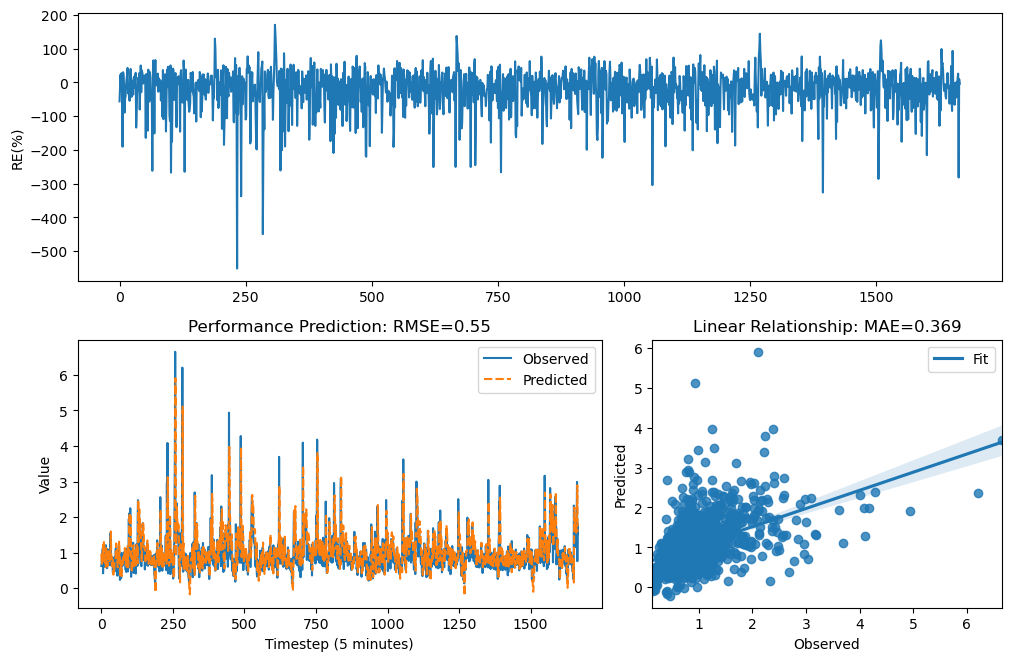 200
100
0
−100
−200
−300
−400
−500
RE(%)
0 250 500 750 1000 1250 1500
Performance Prediction: RMSE=0.55
Observed
Predicted
6
5
4
3
2
1
0
Value
0 250 500 750 1000 1250 1500
Timestep (5 minutes)
Linear Relationship: MAE=0.369
Fit
6
5
4
3
2
1
0
Predicted
1 2 3 4 5 6
Observed